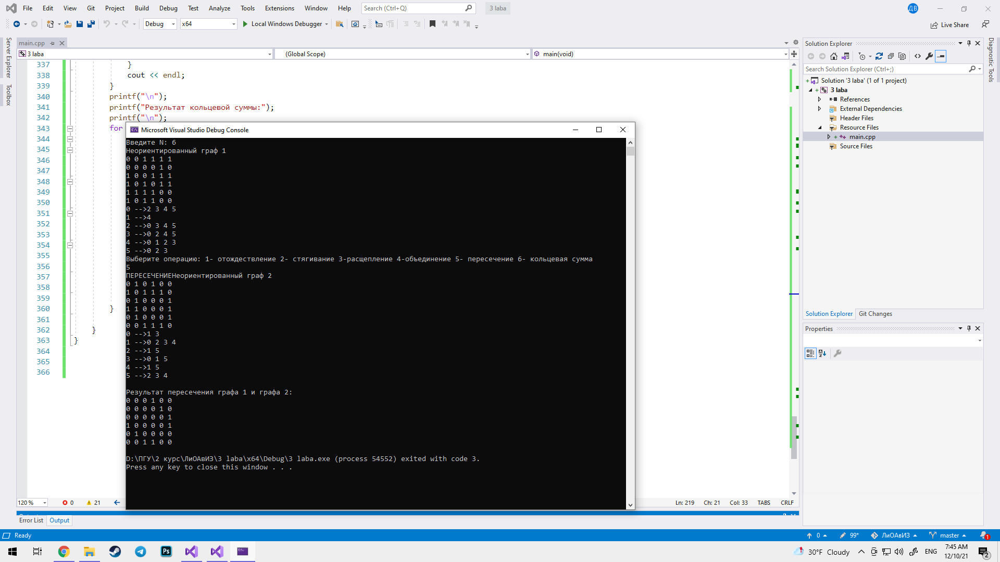 File Edit View Git Project Build Debug Test Analyze Tools Extensions Window Help Search (Ctrl+Q) 3 laba ДВ
Debug x64 Local Windows Debugger Live Share
Server Explorer
Toolbox
main.cpp
3 laba (Global Scope) main(void)
337 }
338 cout << endl;
339 }
340 printf("\n");
341 printf("Результат кольцевой суммы:");
342 printf("\n");
343 for
344
345
346
347
348
349
350
351
352
353
354
355
356
357
358
359
360 }
361
362 }
363 }
364
365
366
Microsoft Visual Studio Debug Console
Введите N: 6
Неориентированный граф 1
0 0 1 1 1 1
0 0 0 0 1 0
1 0 0 1 1 1
1 0 1 0 1 1
1 1 1 1 0 0
1 0 1 1 0 0
0 -->2 3 4 5
1 -->4
2 -->0 3 4 5
3 -->0 2 4 5
4 -->0 1 2 3
5 -->0 2 3
Выберите операцию: 1- отождествление 2- стягивание 3-расщепление 4-объединение 5- пересечение 6- кольцевая сумма
5
ПЕРЕСЕЧЕНИЕНеориентированный граф 2
0 1 0 1 0 0
1 0 1 1 1 0
0 1 0 0 0 1
1 1 0 0 0 1
0 1 0 0 0 1
0 0 1 1 1 0
0 -->1 3
1 -->0 2 3 4
2 -->1 5
3 -->0 1 5
4 -->1 5
5 -->2 3 4
Результат пересечения графа 1 и графа 2:
0 0 0 1 0 0
0 0 0 0 1 0
0 0 0 0 0 1
1 0 0 0 0 1
0 1 0 0 0 0
0 0 1 1 0 0
D:\ПГУ\2 курс\ЛиОАвИЗ\3 laba\x64\Debug\3 laba.exe (process 54552) exited with code 3.
Press any key to close this window . . .
Solution Explorer
Search Solution Explorer (Ctrl+;)
Solution '3 laba' (1 of 1 project)
3 laba
References
External Dependencies
Header Files
Resource Files
main.cpp
Source Files
Solution Explorer Git Changes
Properties
Diagnostic Tools
120 % 0 21 Ln: 219 Ch: 21 Col: 33 TABS CRLF
Error List Output
Ready 0 99* ЛиОАвИЗ master 1
Ps 30°F Cloudy ENG 7:45 AM
12/10/21 2